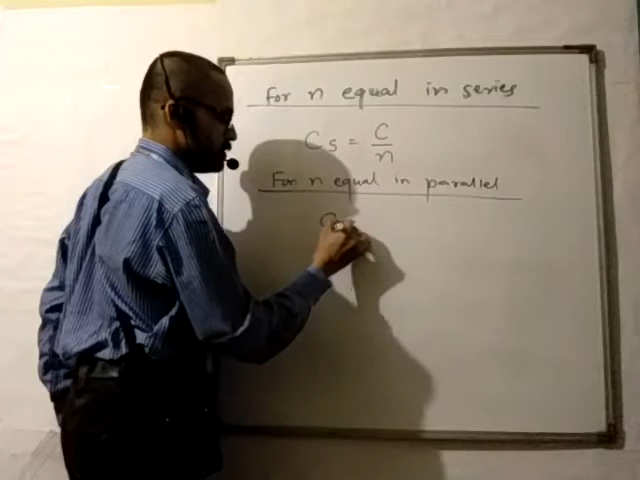 For n equal in series
Cs = C/n
For n equal in parallel
C